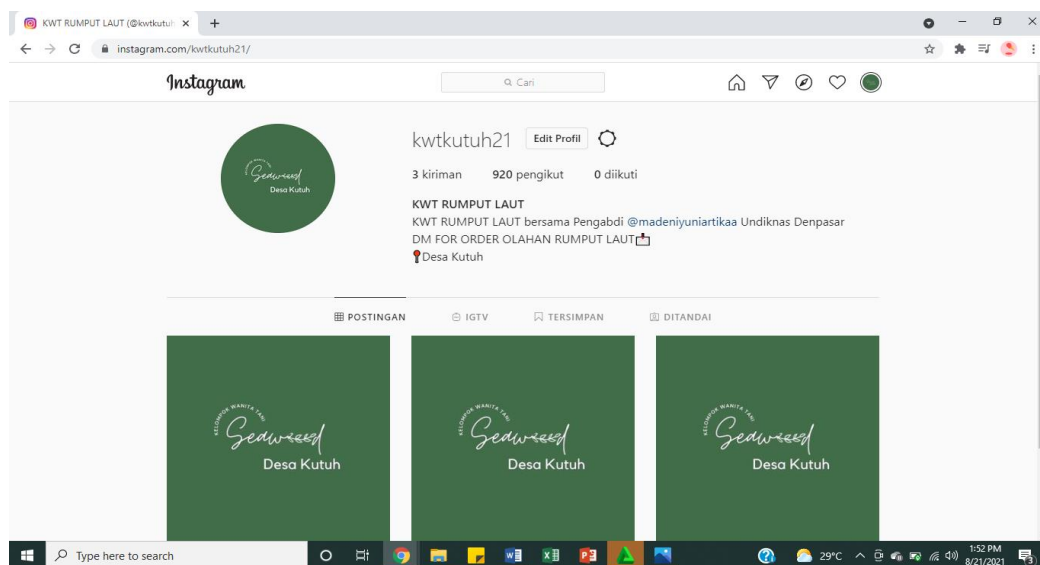 KWT RUMPUT LAUT (@kwtkutuh
instagram.com/kwtkutuh21/
Instagram
Cari
Seaweed
Desa Kutuh
kwtkutuh21 Edit Profil
3 kiriman 920 pengikut 0 diikuti
KWT RUMPUT LAUT
KWT RUMPUT LAUT bersama Pengabdi @madeniyuniartikaa Undiknas Denpasar
DM FOR ORDER OLAHAN RUMPUT LAUT
Desa Kutuh
POSTINGAN IGTV TERSIMPAN DITANDAI
KELOMPOK WANITA TANI
Seaweed
Desa Kutuh
KELOMPOK WANITA TANI
Seaweed
Desa Kutuh
KELOMPOK WANITA TANI
Seaweed
Desa Kutuh
Type here to search
29°C
1:52 PM
8/21/2021
3